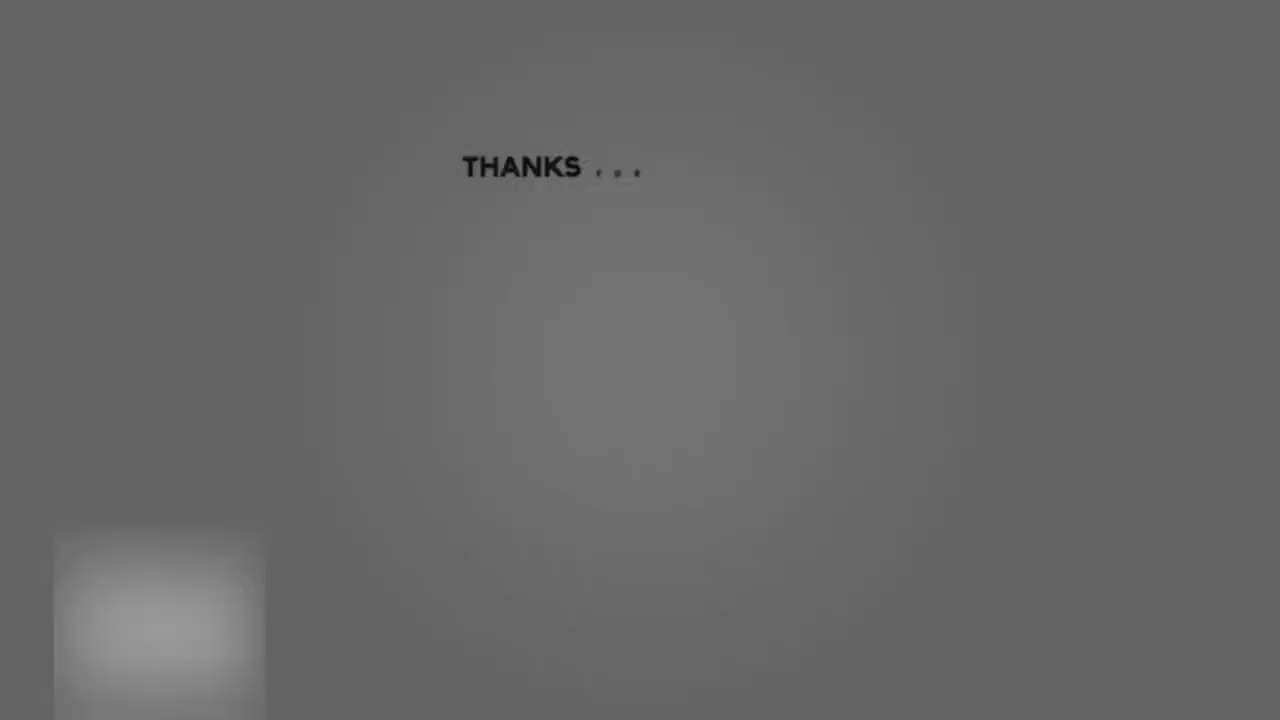 THANKS . . .